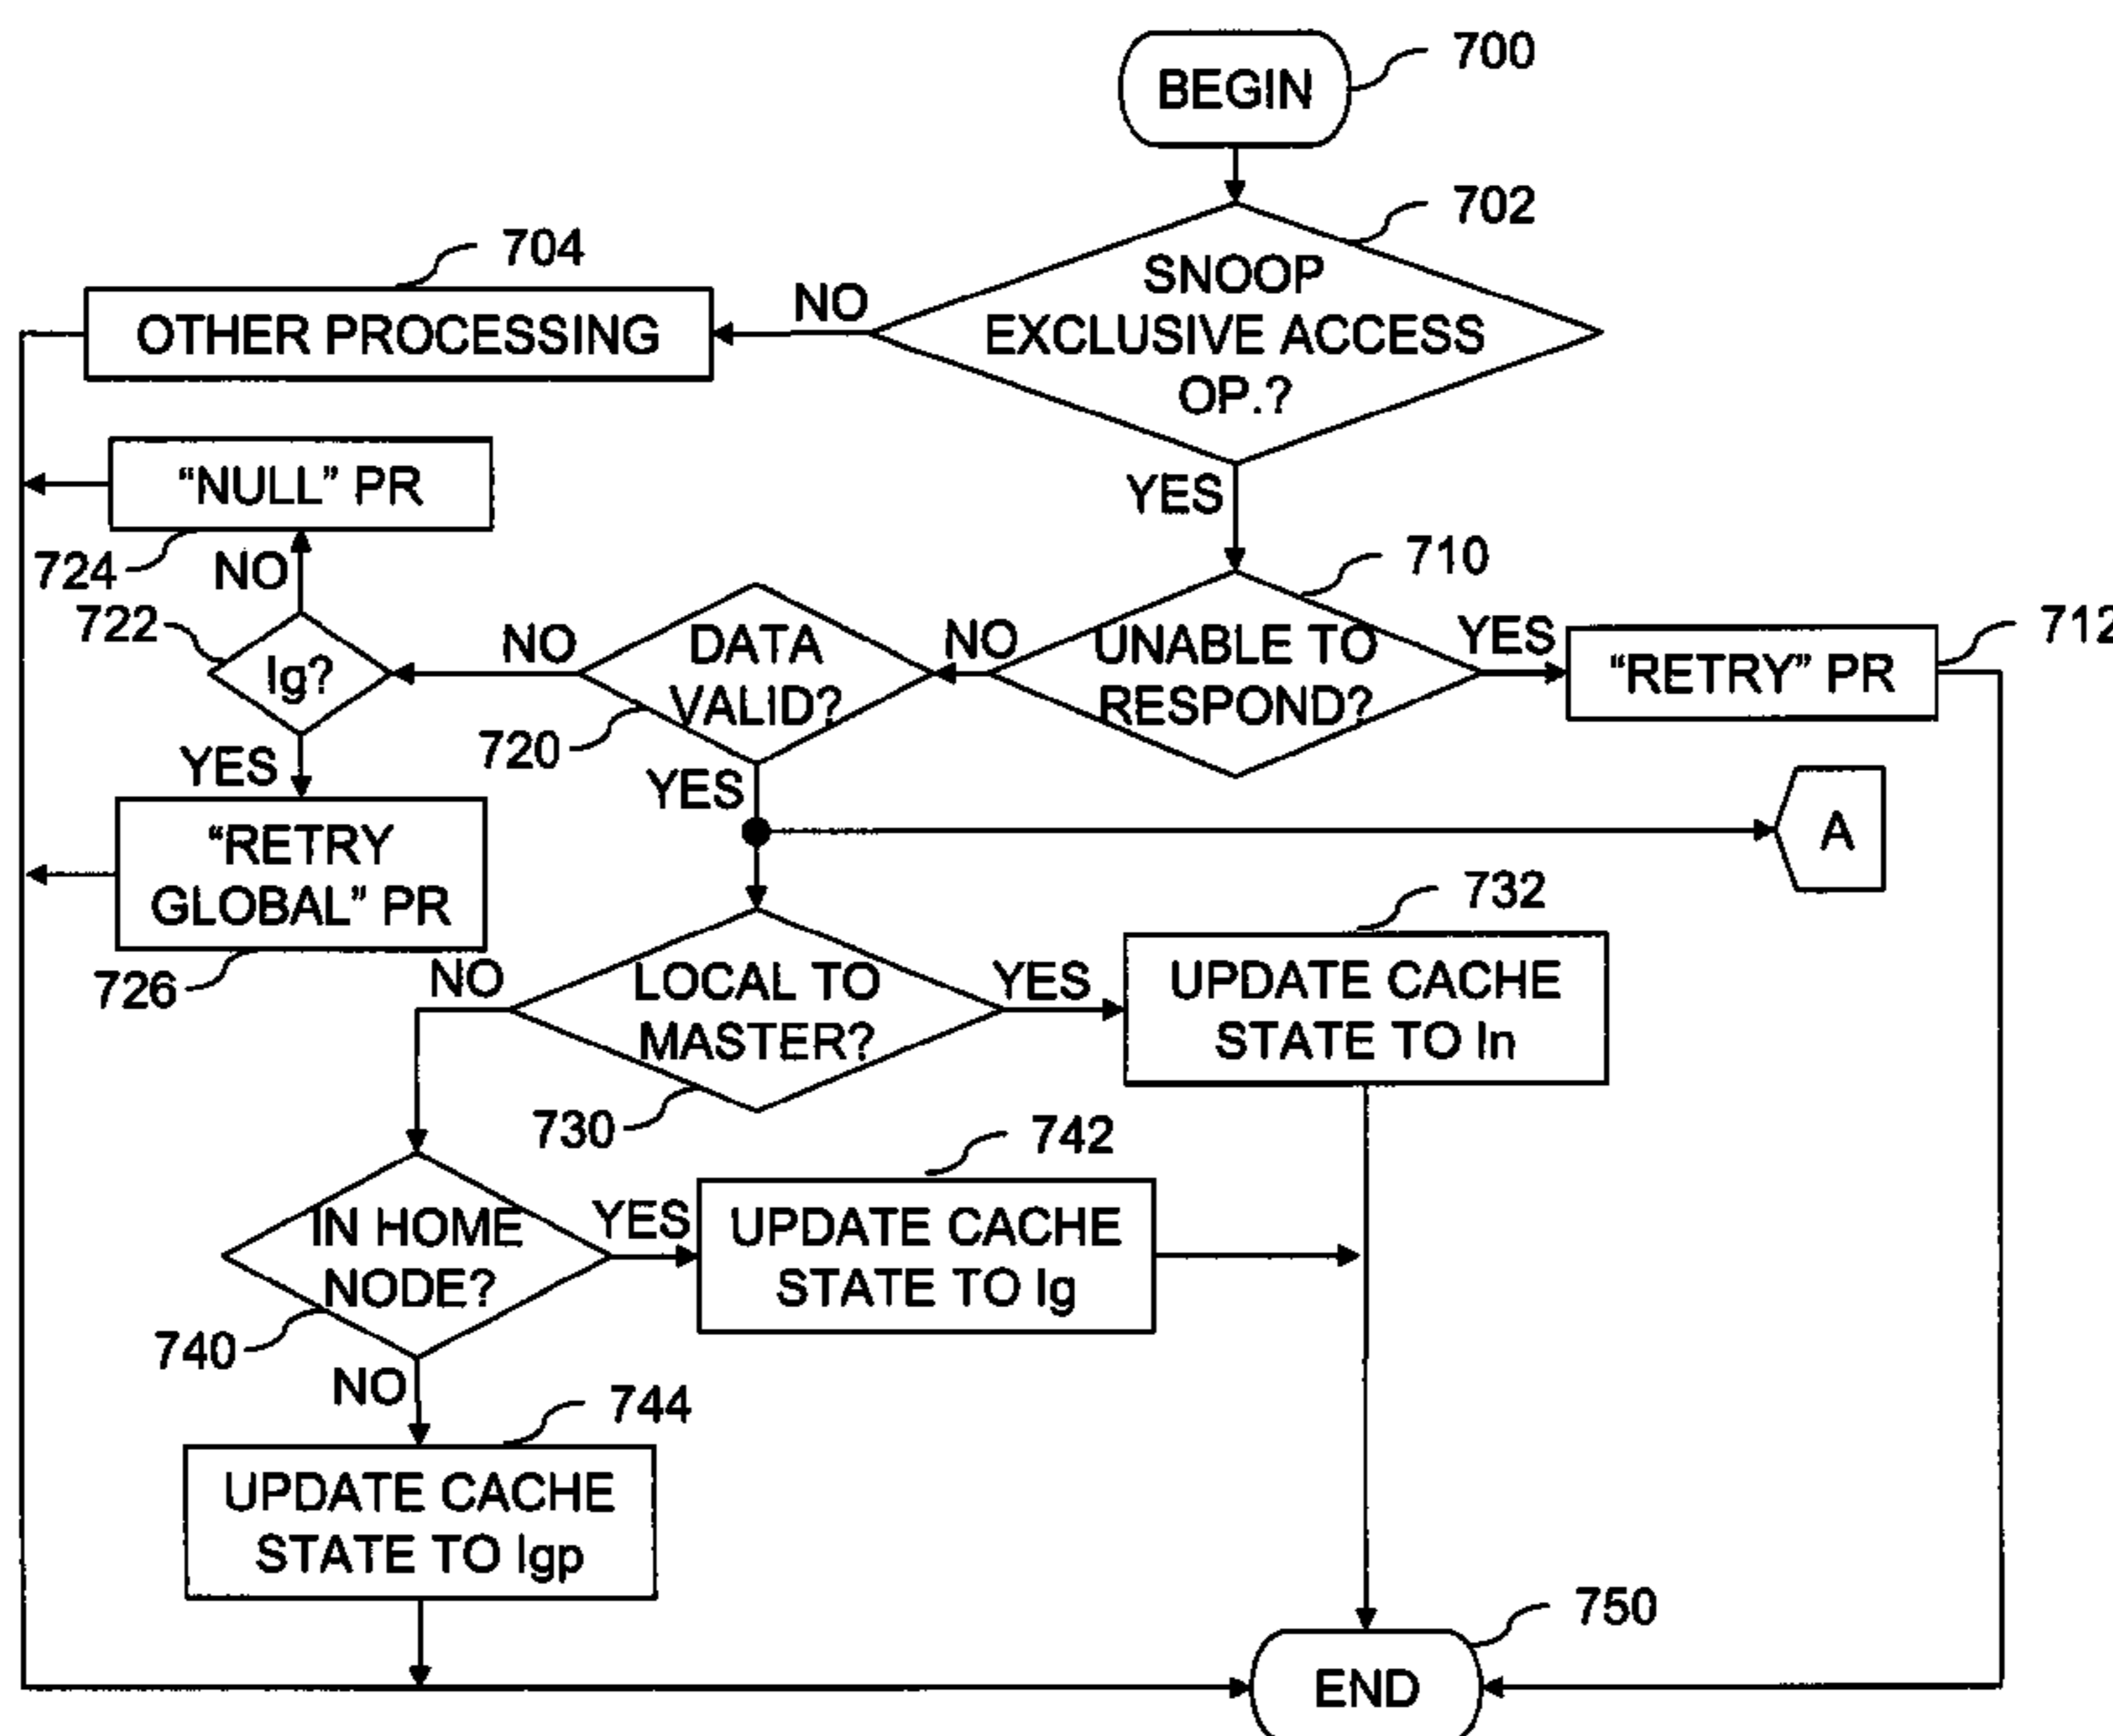 BEGIN
700
702
SNOOP
EXCLUSIVE ACCESS
OP.?
NO
704
OTHER PROCESSING
YES
"NULL" PR
724
NO
710
UNABLE TO
RESPOND?
YES
"RETRY" PR
712
NO
DATA
VALID?
720
NO
722
Ig?
YES
"RETRY
GLOBAL" PR
726
YES
A
LOCAL TO
MASTER?
730
YES
732
UPDATE CACHE
STATE TO In
NO
IN HOME
NODE?
740
YES
742
UPDATE CACHE
STATE TO Ig
NO
744
UPDATE CACHE
STATE TO Igp
750
END